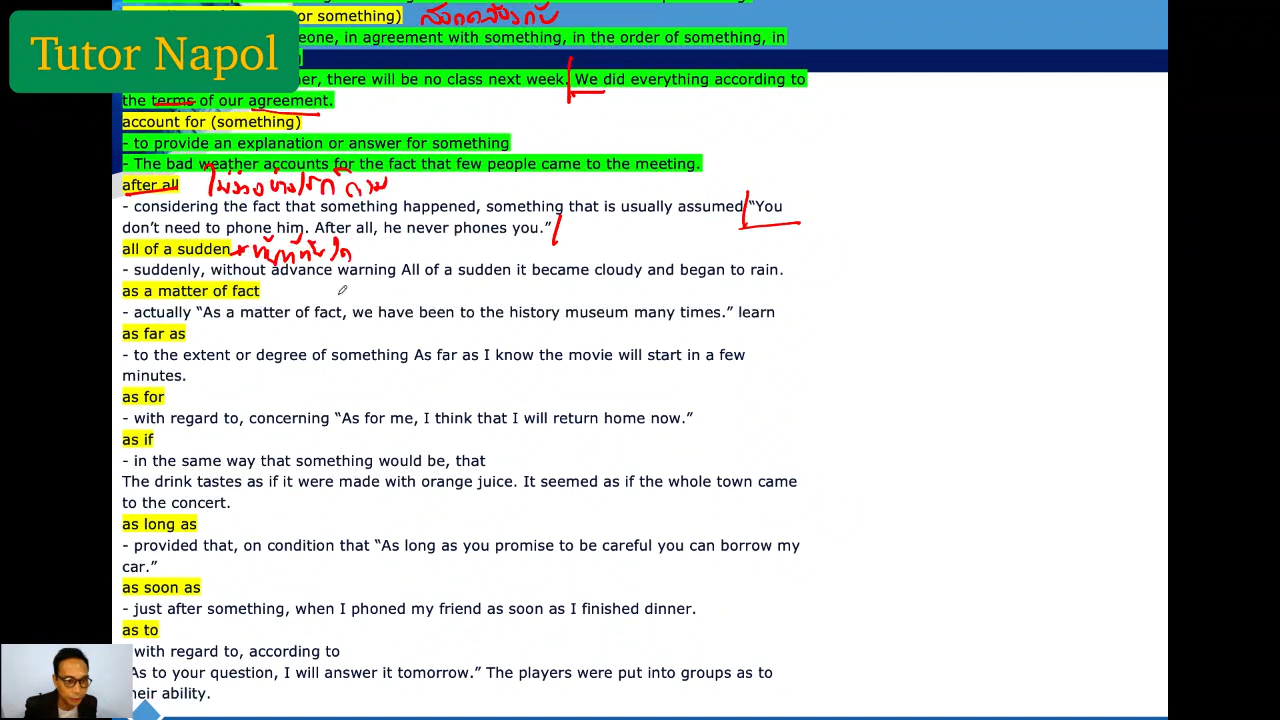 Tutor Napol
or something)
สอดคล้องกับ
eone, in agreement with something, in the order of something, in
her, there will be no class next week. We did everything according to
the terms of our agreement.
account for (something)
- to provide an explanation or answer for something
- The bad weather accounts for the fact that few people came to the meeting.
after all
- considering the fact that something happened, something that is usually assumed “You
don’t need to phone him. After all, he never phones you.”
all of a sudden
- suddenly, without advance warning All of a sudden it became cloudy and began to rain.
as a matter of fact
- actually “As a matter of fact, we have been to the history museum many times.” learn
as far as
- to the extent or degree of something As far as I know the movie will start in a few
minutes.
as for
- with regard to, concerning “As for me, I think that I will return home now.”
as if
- in the same way that something would be, that
The drink tastes as if it were made with orange juice. It seemed as if the whole town came
to the concert.
as long as
- provided that, on condition that “As long as you promise to be careful you can borrow my
car.”
as soon as
- just after something, when I phoned my friend as soon as I finished dinner.
as to
with regard to, according to
As to your question, I will answer it tomorrow.” The players were put into groups as to
heir ability.